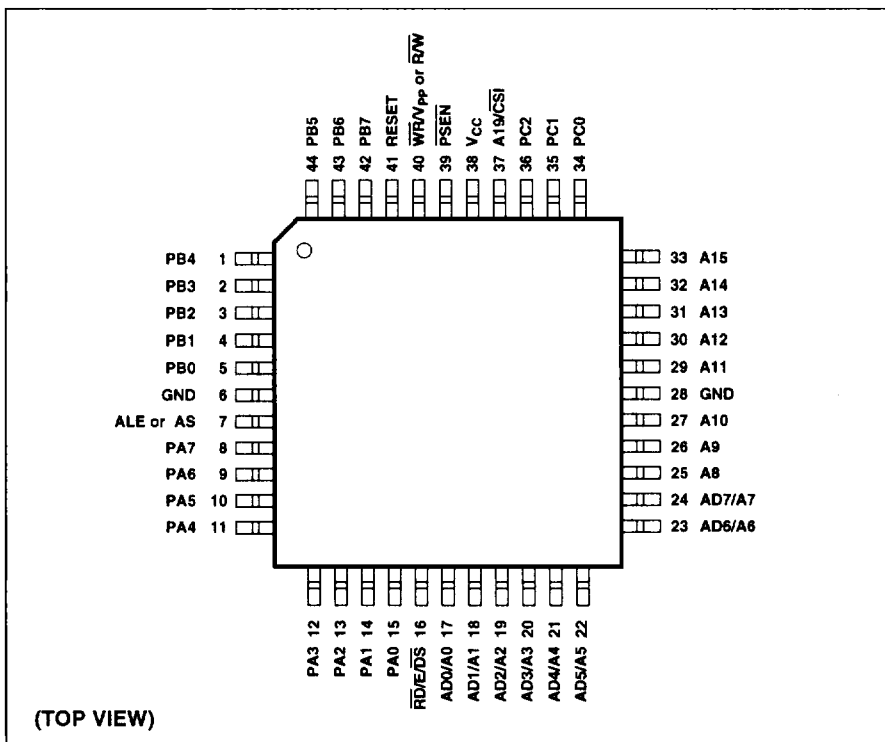 44 PB5
43 PB6
42 PB7
41 RESET
40 W̅R̅/VPP or R̅/̅W̅
39 P̅S̅E̅N̅
38 VCC
37 A19/C̅S̅I̅
36 PC2
35 PC1
34 PC0
PB4 1
PB3 2
PB2 3
PB1 4
PB0 5
GND 6
ALE or AS 7
PA7 8
PA6 9
PA5 10
PA4 11
33 A15
32 A14
31 A13
30 A12
29 A11
28 GND
27 A10
26 A9
25 A8
24 AD7/A7
23 AD6/A6
PA3 12
PA2 13
PA1 14
PA0 15
R̅D̅/E/D̅S̅ 16
AD0/A0 17
AD1/A1 18
AD2/A2 19
AD3/A3 20
AD4/A4 21
AD5/A5 22
(TOP VIEW)